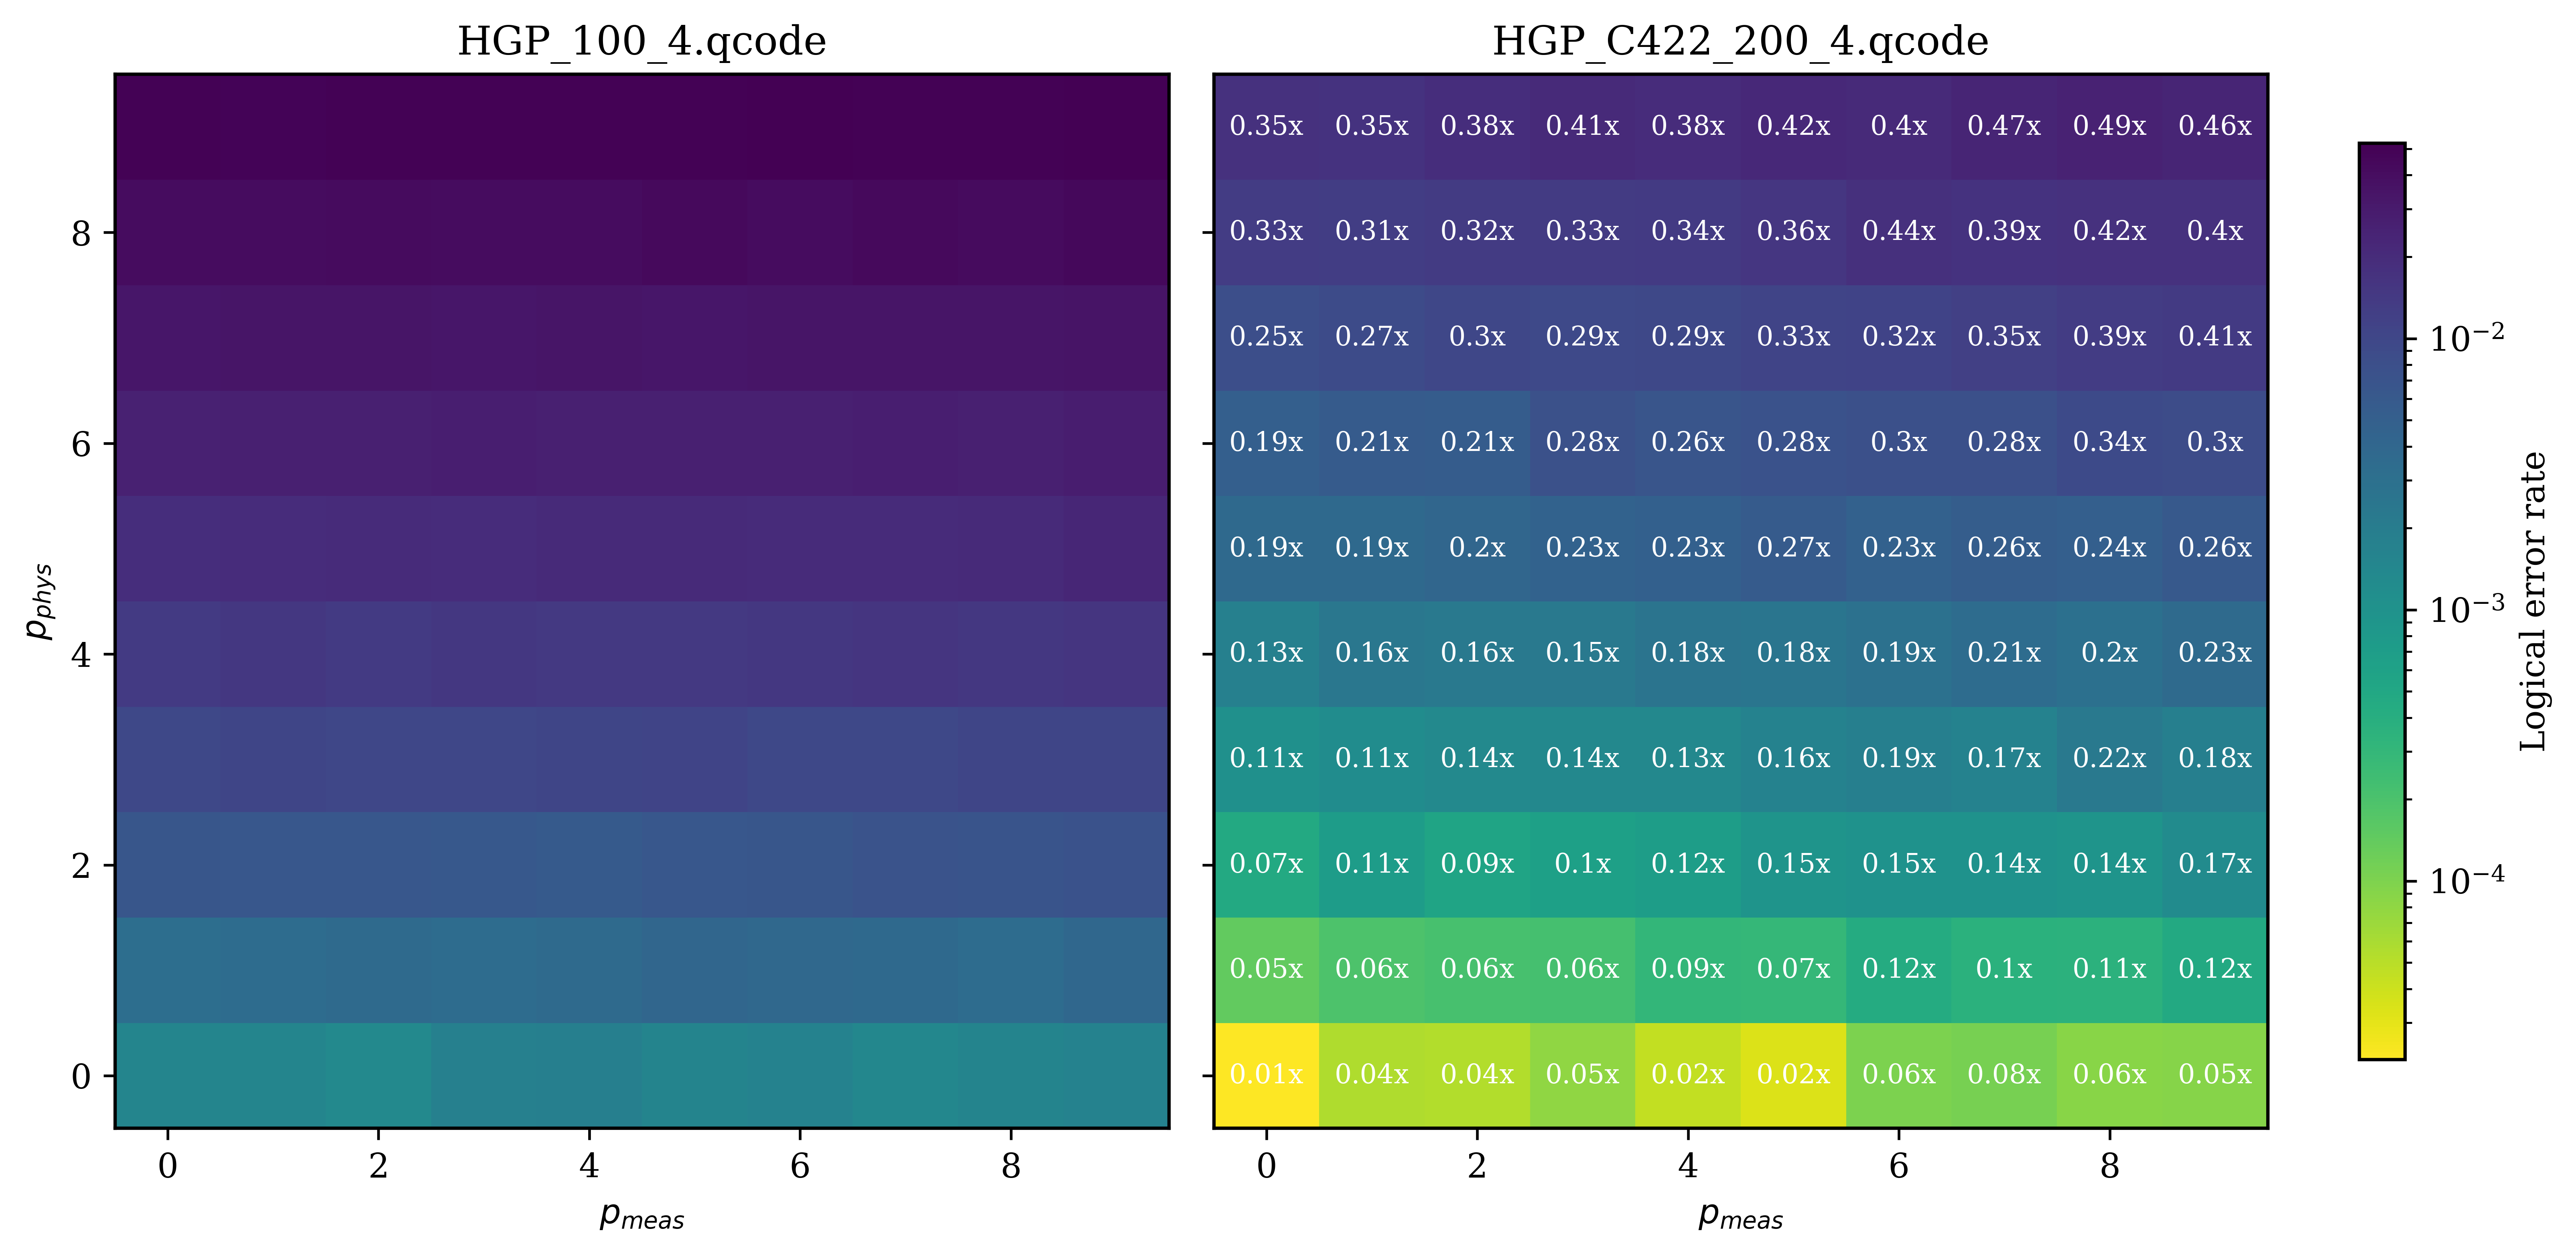 HGP_100_4.qcode
HGP_C422_200_4.qcode
0.35x 0.35x 0.38x 0.41x 0.38x 0.42x 0.4x 0.47x 0.49x 0.46x
8
0.33x 0.31x 0.32x 0.33x 0.34x 0.36x 0.44x 0.39x 0.42x 0.4x
0.25x 0.27x 0.3x 0.29x 0.29x 0.33x 0.32x 0.35x 0.39x 0.41x
6
0.19x 0.21x 0.21x 0.28x 0.26x 0.28x 0.3x 0.28x 0.34x 0.3x
0.19x 0.19x 0.2x 0.23x 0.23x 0.27x 0.23x 0.26x 0.24x 0.26x
4
0.13x 0.16x 0.16x 0.15x 0.18x 0.18x 0.19x 0.21x 0.2x 0.23x
0.11x 0.11x 0.14x 0.14x 0.13x 0.16x 0.19x 0.17x 0.22x 0.18x
2
0.07x 0.11x 0.09x 0.1x 0.12x 0.15x 0.15x 0.14x 0.14x 0.17x
0.05x 0.06x 0.06x 0.06x 0.09x 0.07x 0.12x 0.1x 0.11x 0.12x
0
0.01x 0.04x 0.04x 0.05x 0.02x 0.02x 0.06x 0.08x 0.06x 0.05x
0 2 4 6 8
0 2 4 6 8
p_phys
p_meas
p_meas
10⁻²
10⁻³
10⁻⁴
Logical error rate